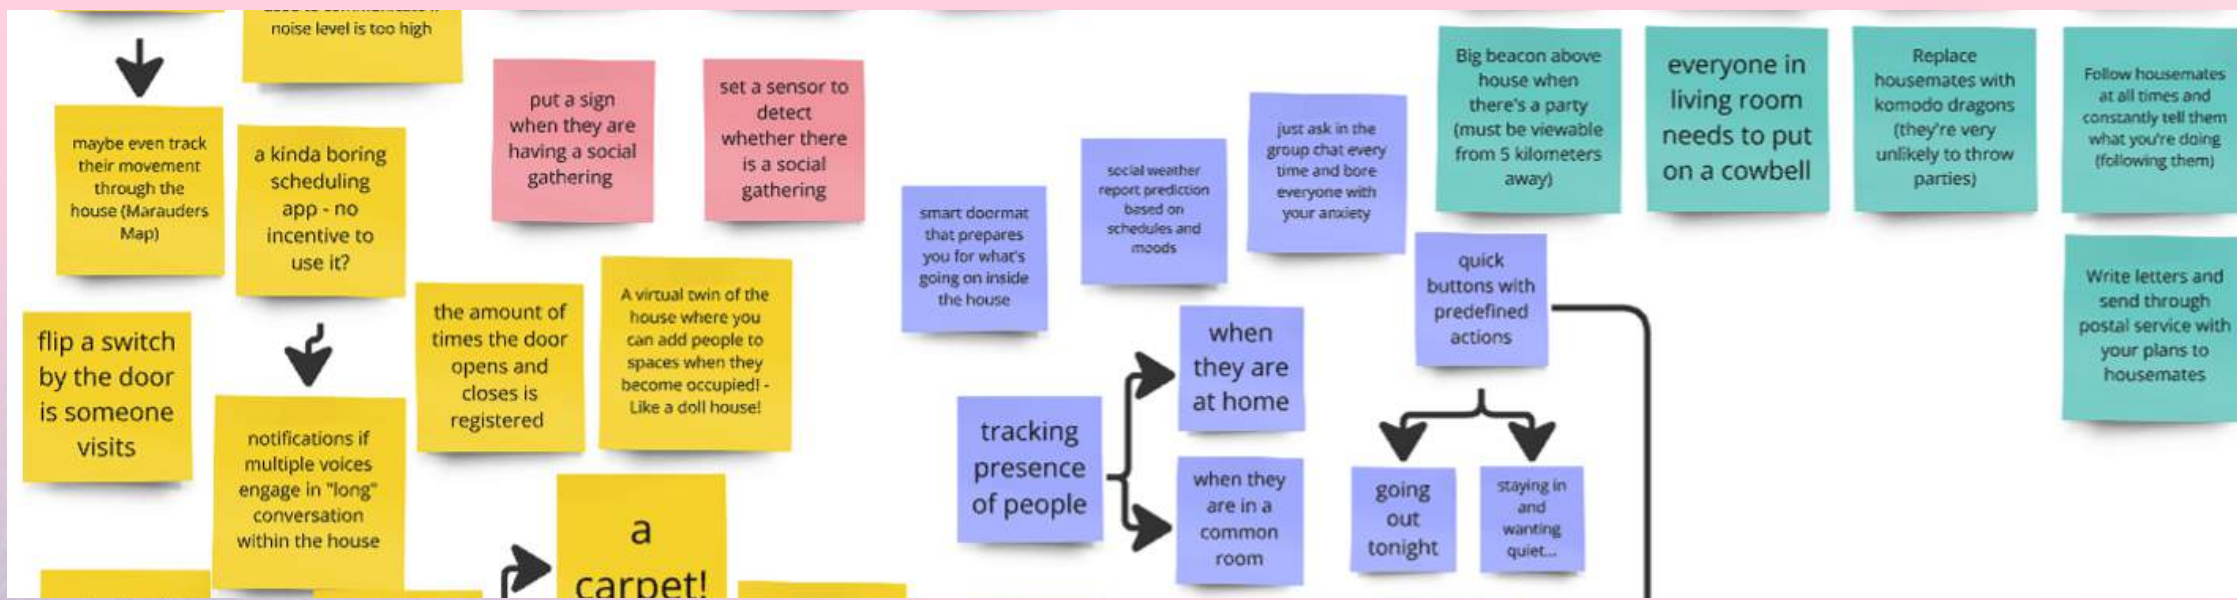 noise level is too high
maybe even track
their movement
through the
house (Marauders
Map)
a kinda boring
scheduling
app - no
incentive to
use it?
flip a switch
by the door
is someone
visits
notifications if
multiple voices
engage in "long"
conversation
within the house
the amount of
times the door
opens and
closes is
registered
A virtual twin of the
house where you
can add people to
spaces when they
become occupied! -
Like a doll house!
a
carpet!
put a sign
when they are
having a social
gathering
set a sensor to
detect
whether there
is a social
gathering
smart doormat
that prepares
you for what's
going on inside
the house
social weather
report prediction
based on
schedules and
moods
just ask in the
group chat every
time and bore
everyone with
your anxiety
tracking
presence
of people
when
they are
at home
when they
are in a
common
room
quick
buttons with
predefined
actions
going
out
tonight
staying in
and
wanting
quiet...
Big beacon above
house when
there's a party
(must be viewable
from 5 kilometers
away)
everyone in
living room
needs to put
on a cowbell
Replace
housemates with
komodo dragons
(they're very
unlikely to throw
parties)
Follow housemates
at all times and
constantly tell them
what you're doing
(following them)
Write letters and
send through
postal service with
your plans to
housemates